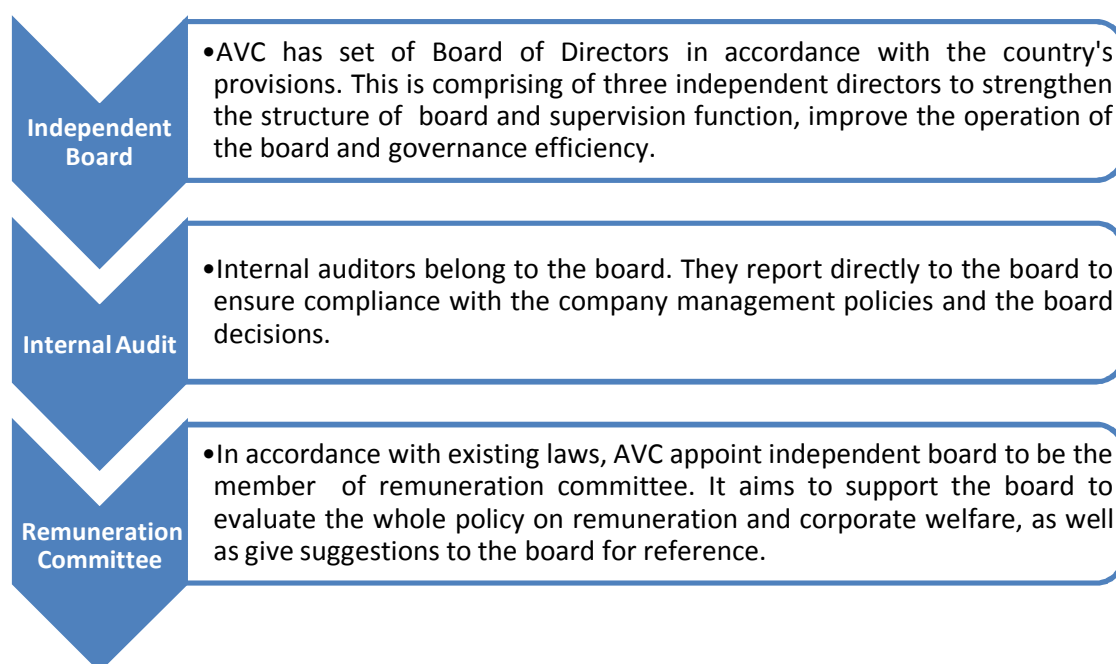 Independent
Board
•AVC has set of Board of Directors in accordance with the country's
provisions. This is comprising of three independent directors to strengthen
the structure of board and supervision function, improve the operation of
the board and governance efficiency.
Internal Audit
•Internal auditors belong to the board. They report directly to the board to
ensure compliance with the company management policies and the board
decisions.
Remuneration
Committee
•In accordance with existing laws, AVC appoint independent board to be the
member of remuneration committee. It aims to support the board to
evaluate the whole policy on remuneration and corporate welfare, as well
as give suggestions to the board for reference.